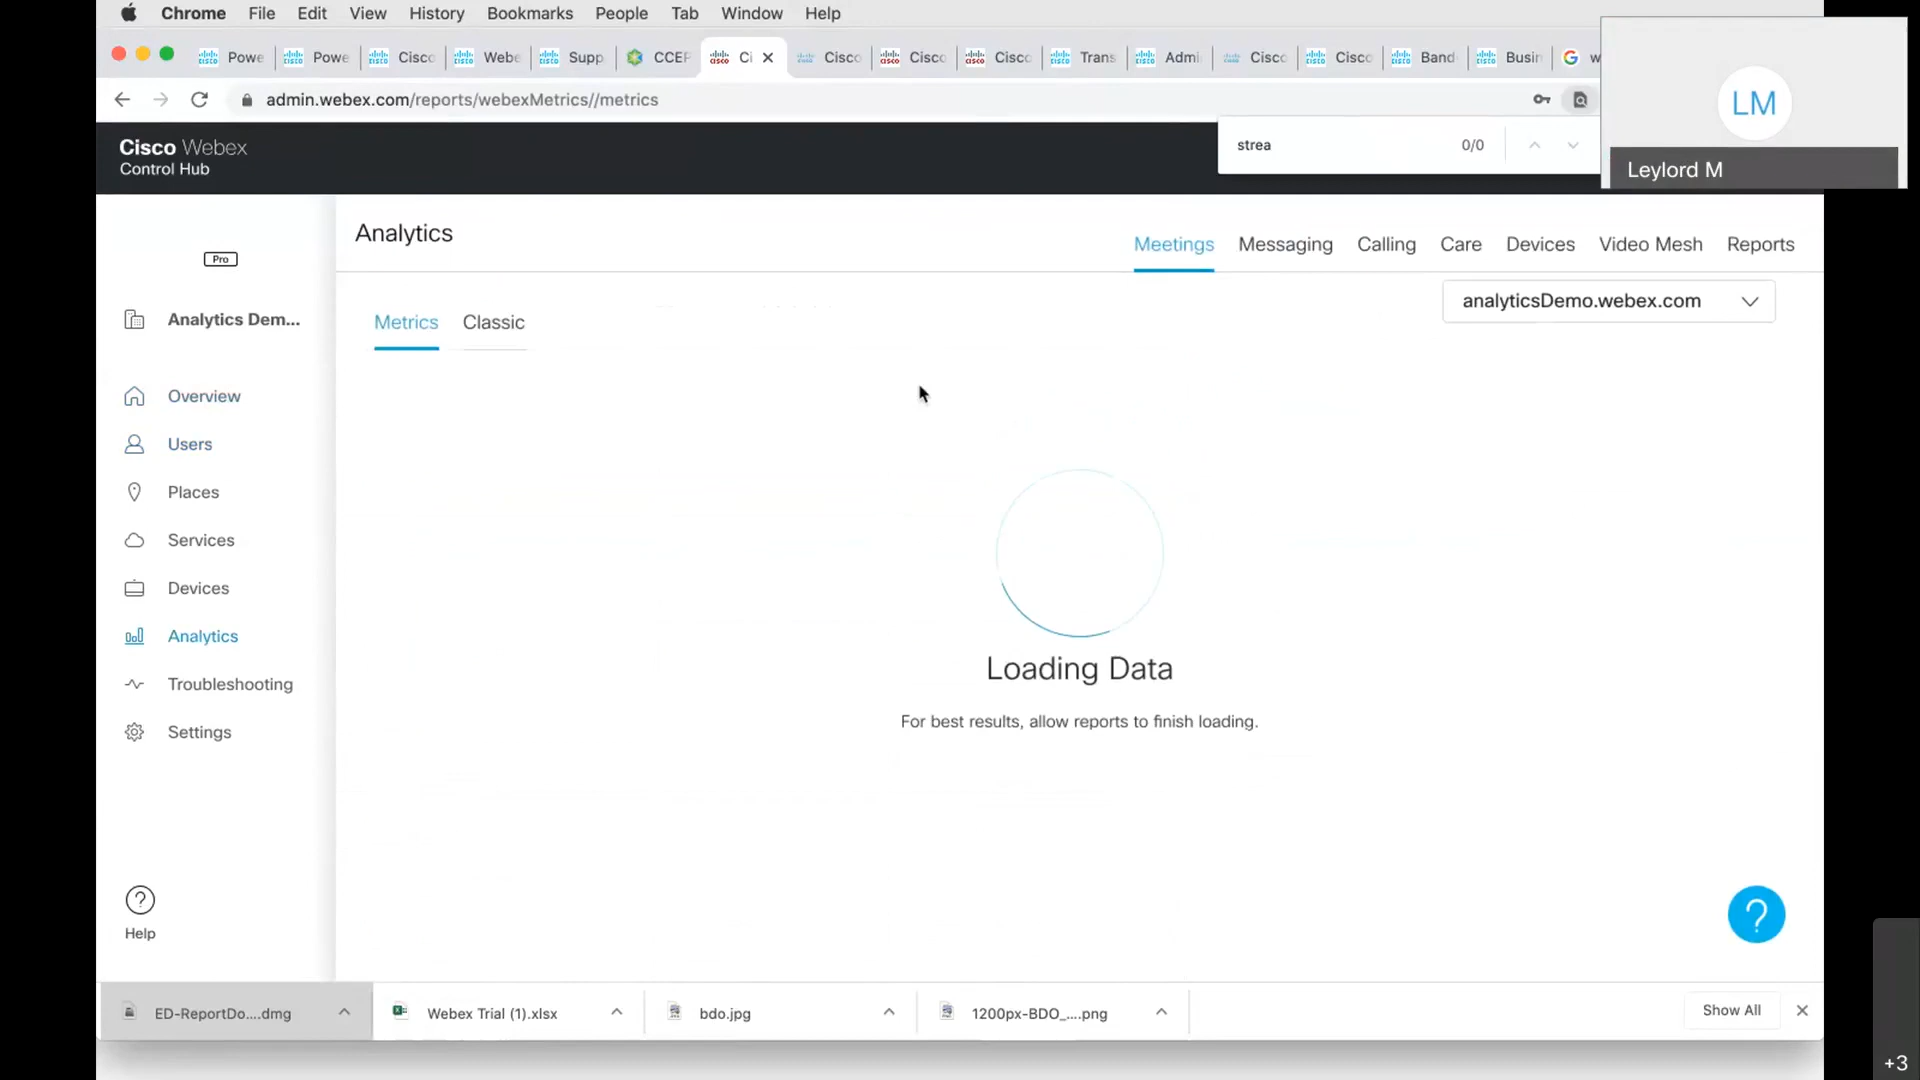 Chrome File Edit View History Bookmarks People Tab Window Help
Powe Powe Cisco Webe Supp CCEF Ci Cisco Cisco Cisco Trans Admi Cisco Cisco Band Busin w
admin.webex.com/reports/webexMetrics//metrics
strea 0/0
LM
Leylord M
Cisco Webex
Control Hub
Analytics
Meetings Messaging Calling Care Devices Video Mesh Reports
Pro
analyticsDemo.webex.com
Analytics Dem...
Metrics Classic
Overview
Users
Places
Services
Devices
Analytics
Troubleshooting
Settings
Loading Data
For best results, allow reports to finish loading.
?
Help
?
ED-ReportDo....dmg Webex Trial (1).xlsx bdo.jpg 1200px-BDO_....png Show All
+3